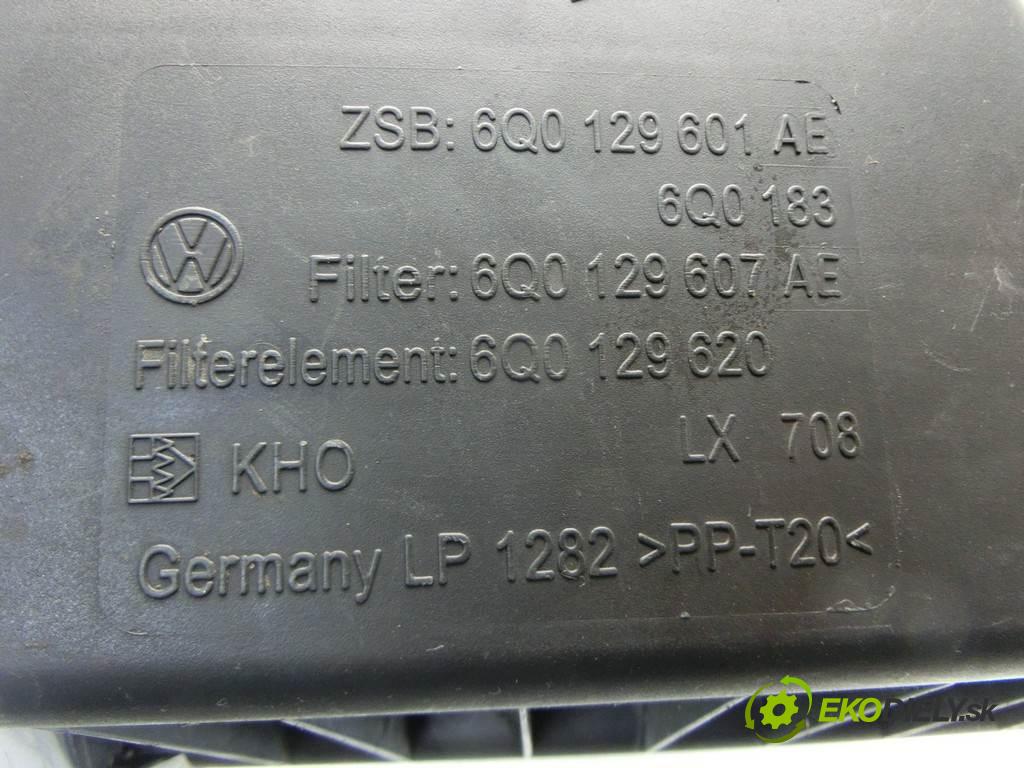 ZSB: 6Q0 129 601 AE
6Q0 183
Filter: 6Q0 129 607 AE
Filterelement: 6Q0 129 620
KHO LX 708
Germany LP 1282 >PP-T20<
EKODIELY.sk